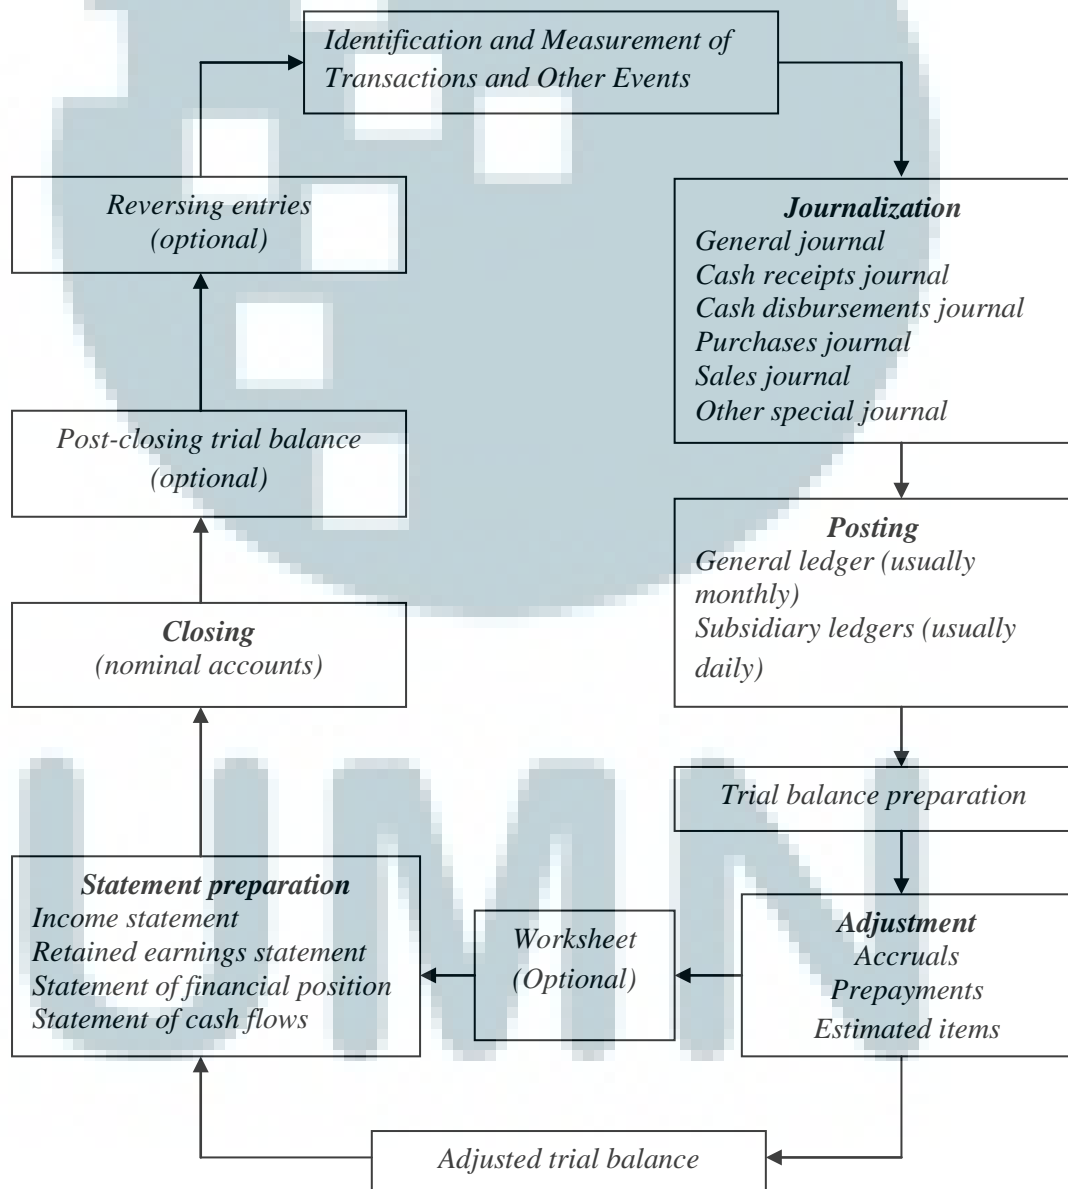 Identification and Measurement of
Transactions and Other Events
Reversing entries
(optional)
Journalization
General journal
Cash receipts journal
Cash disbursements journal
Purchases journal
Sales journal
Other special journal
Post-closing trial balance
(optional)
Posting
General ledger (usually
monthly)
Subsidiary ledgers (usually
daily)
Closing
(nominal accounts)
Trial balance preparation
Statement preparation
Income statement
Retained earnings statement
Statement of financial position
Statement of cash flows
Worksheet
(Optional)
Adjustment
Accruals
Prepayments
Estimated items
Adjusted trial balance
UMN